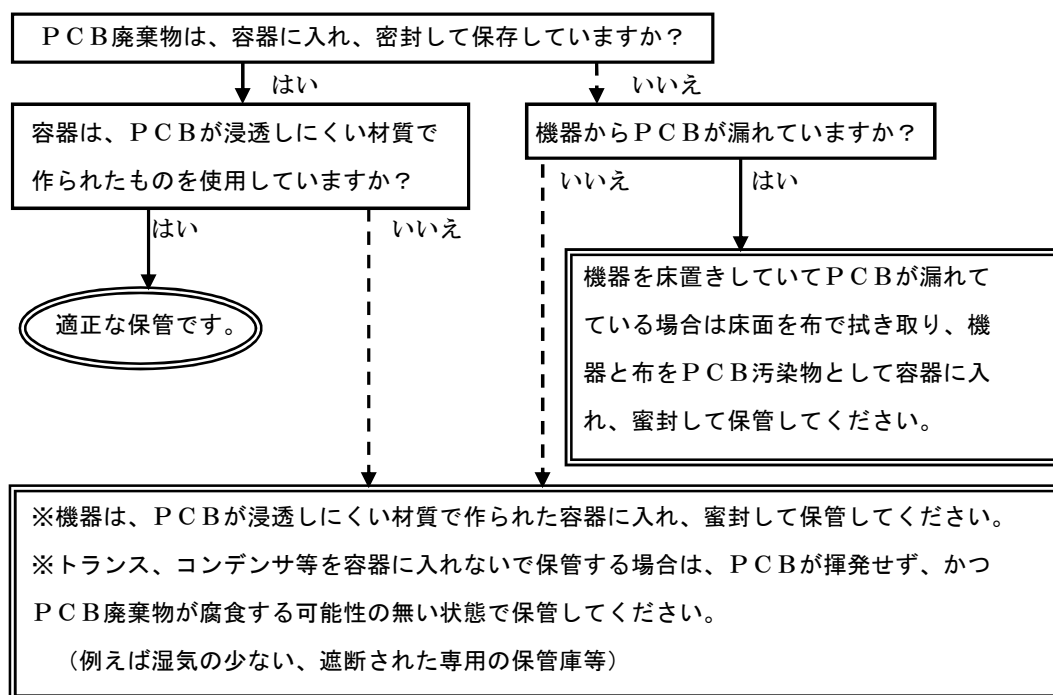 ＰＣＢ廃棄物は、容器に入れ、密封して保存していますか？
はい
いいえ
容器は、ＰＣＢが浸透しにくい材質で
作られたものを使用していますか？
機器からＰＣＢが漏れていますか？
いいえ
はい
はい
いいえ
適正な保管です。
機器を床置きしていてＰＣＢが漏れて
ている場合は床面を布で拭き取り、機
器と布をＰＣＢ汚染物として容器に入
れ、蜜封して保管してください。
※機器は、ＰＣＢが浸透しにくい材質で作られた容器に入れ、蜜封して保管してください。
※トランス、コンデンサ等を容器に入れないで保管する場合は、ＰＣＢが揮発せず、かつ
ＰＣＢ廃棄物が腐食する可能性の無い状態で保管してください。
（例えば湿気の少ない、遮断された専用の保管庫等）